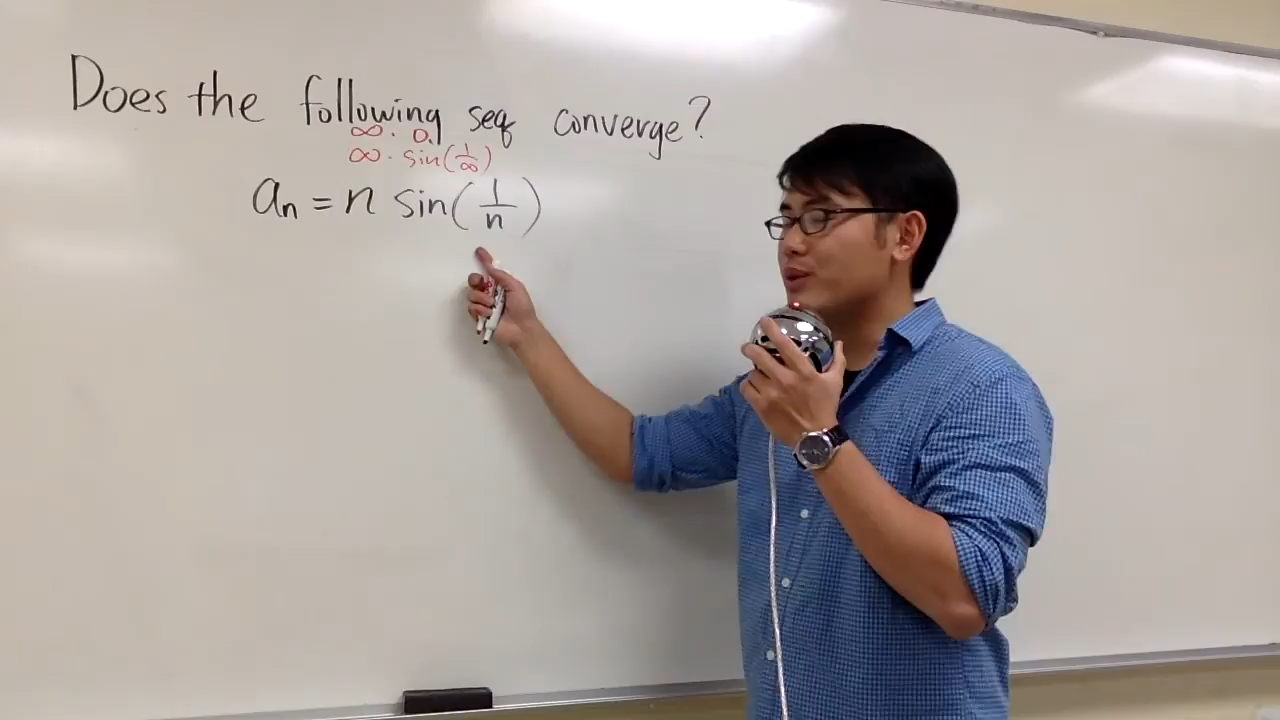 Does the following seq converge?
∞ · 0
∞ · sin(1/∞)
aₙ = n sin(1/n)